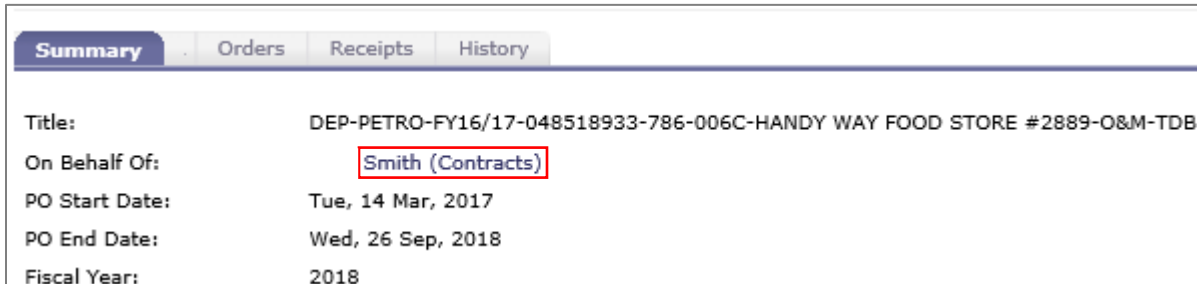 Summary . Orders Receipts History
Title: DEP-PETRO-FY16/17-048518933-786-006C-HANDY WAY FOOD STORE #2889-O&M-TDB
On Behalf Of: Smith (Contracts)
PO Start Date: Tue, 14 Mar, 2017
PO End Date: Wed, 26 Sep, 2018
Fiscal Year: 2018